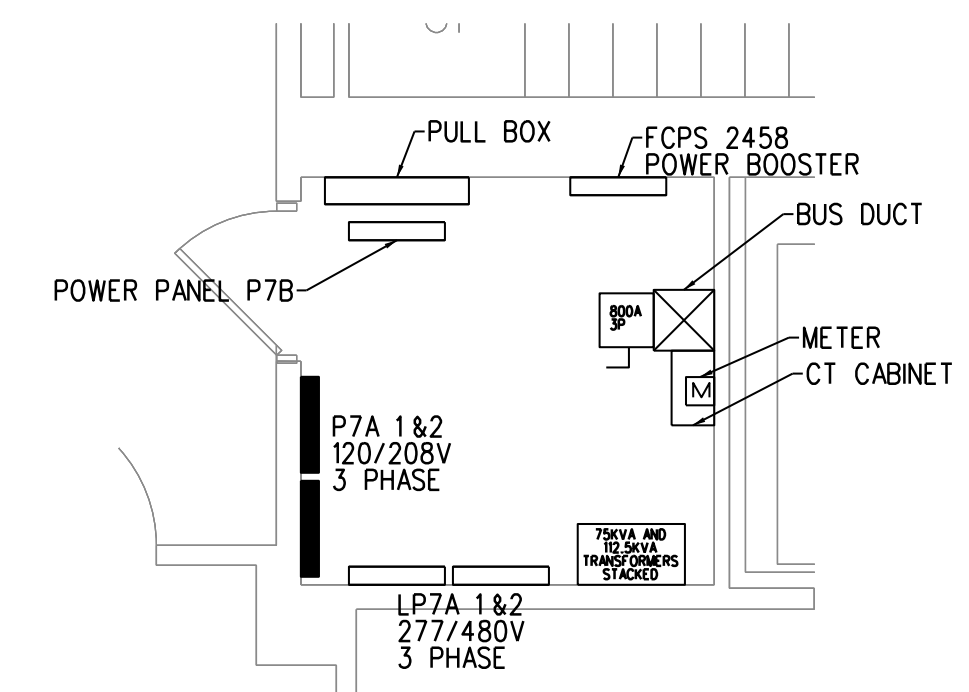 PULL BOX
FCPS 2458
POWER BOOSTER
BUS DUCT
POWER PANEL P7B
800A
3P
METER
CT CABINET
M
P7A 1&2
120/208V
3 PHASE
75KVA AND
112.5KVA
TRANSFORMERS
STACKED
LP7A 1&2
277/480V
3 PHASE